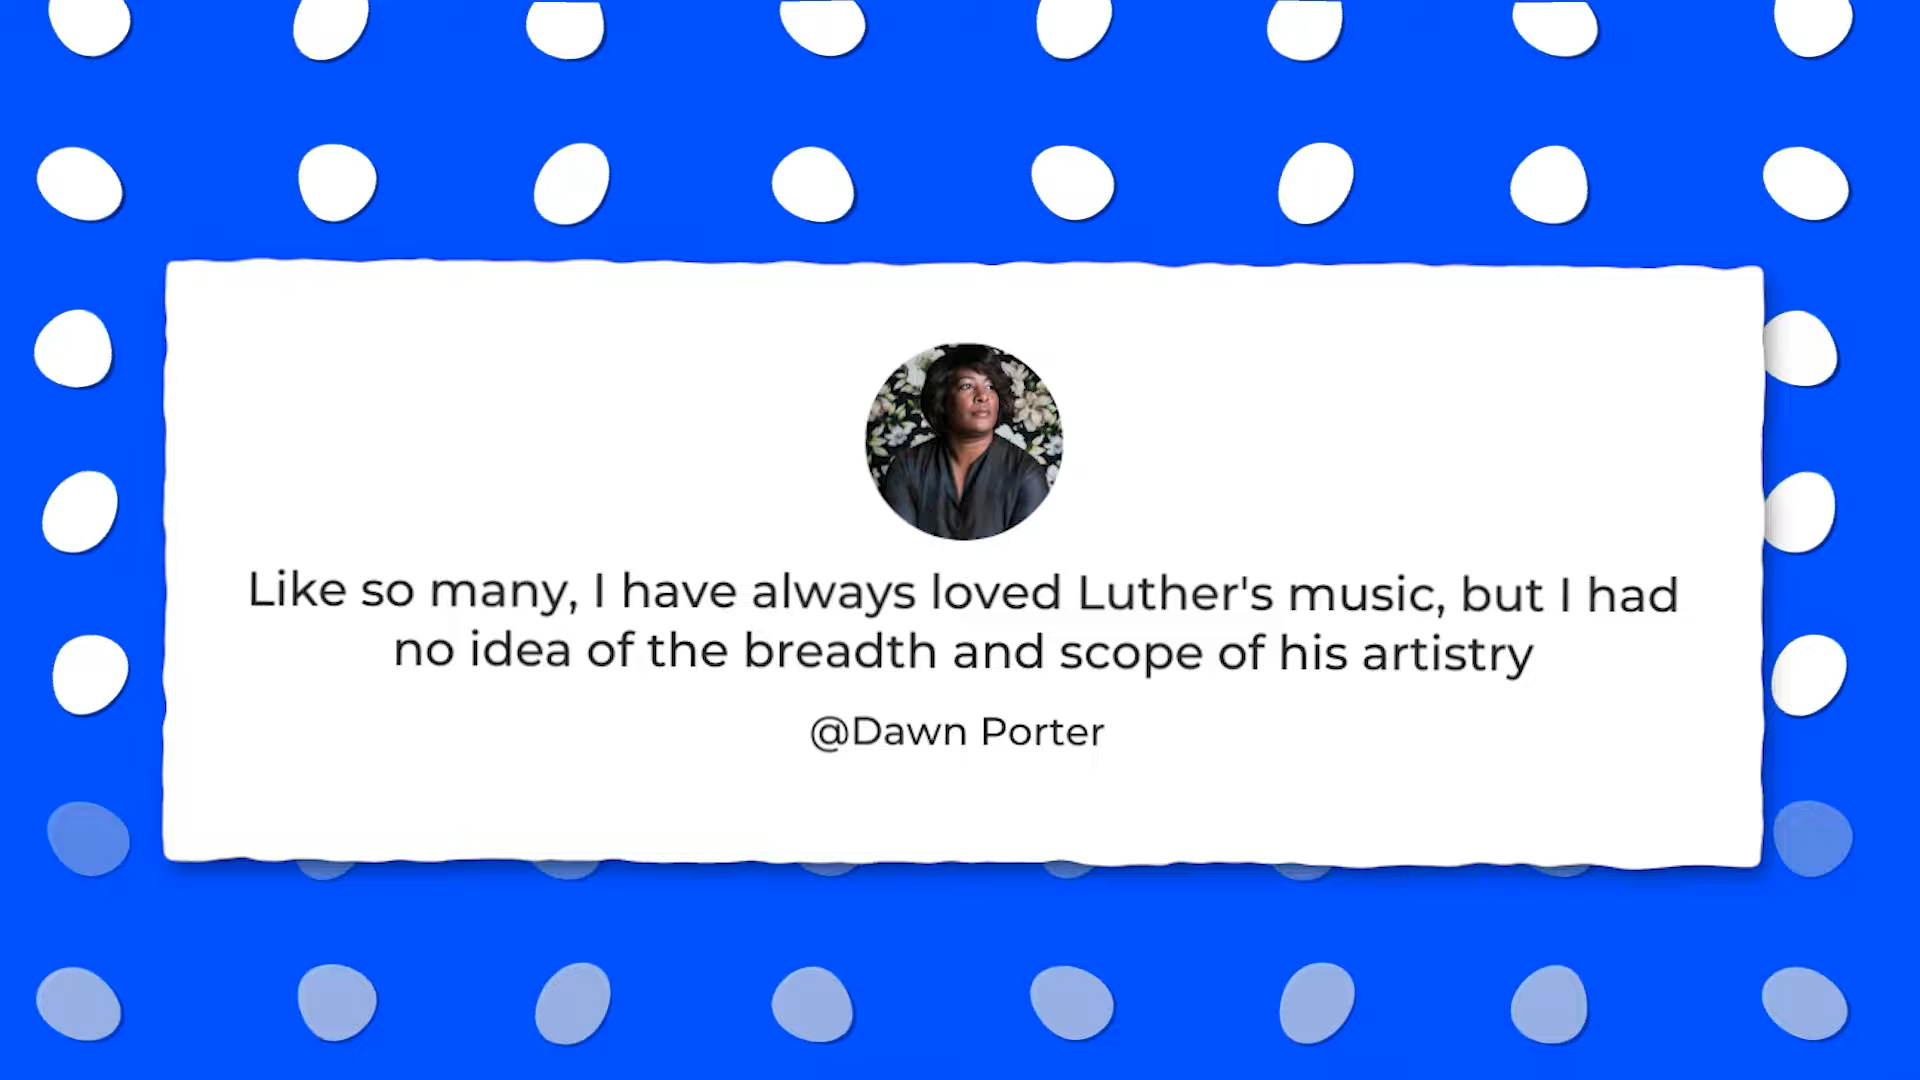 Like so many, I have always loved Luther's music, but I had
no idea of the breadth and scope of his artistry
@Dawn Porter